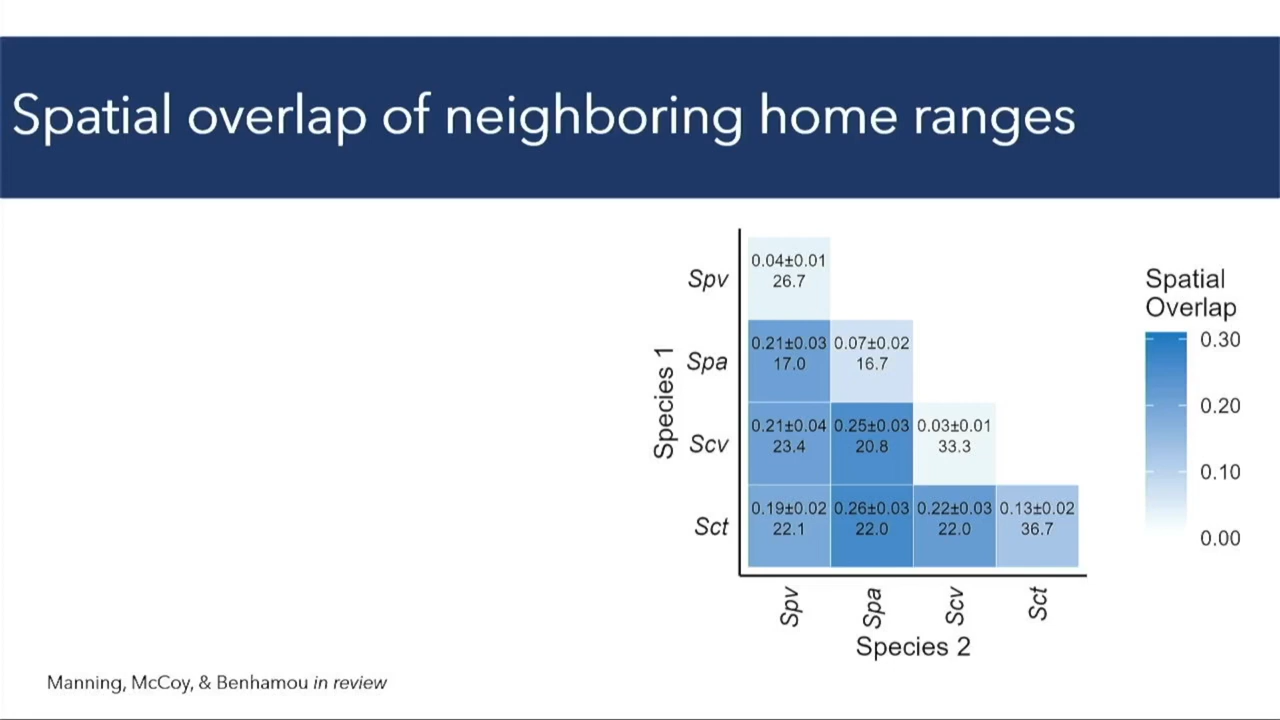 Spatial overlap of neighboring home ranges
Species 1
Spv
0.04±0.01
26.7
Spa
0.21±0.03 0.07±0.02
17.0 16.7
Scv
0.21±0.04 0.25±0.03 0.03±0.01
23.4 20.8 33.3
Sct
0.19±0.02 0.26±0.03 0.22±0.03 0.13±0.02
22.1 22.0 22.0 36.7
Spv Spa Scv Sct
Species 2
Spatial
Overlap
0.30
0.20
0.10
0.00
Manning, McCoy, & Benhamou in review